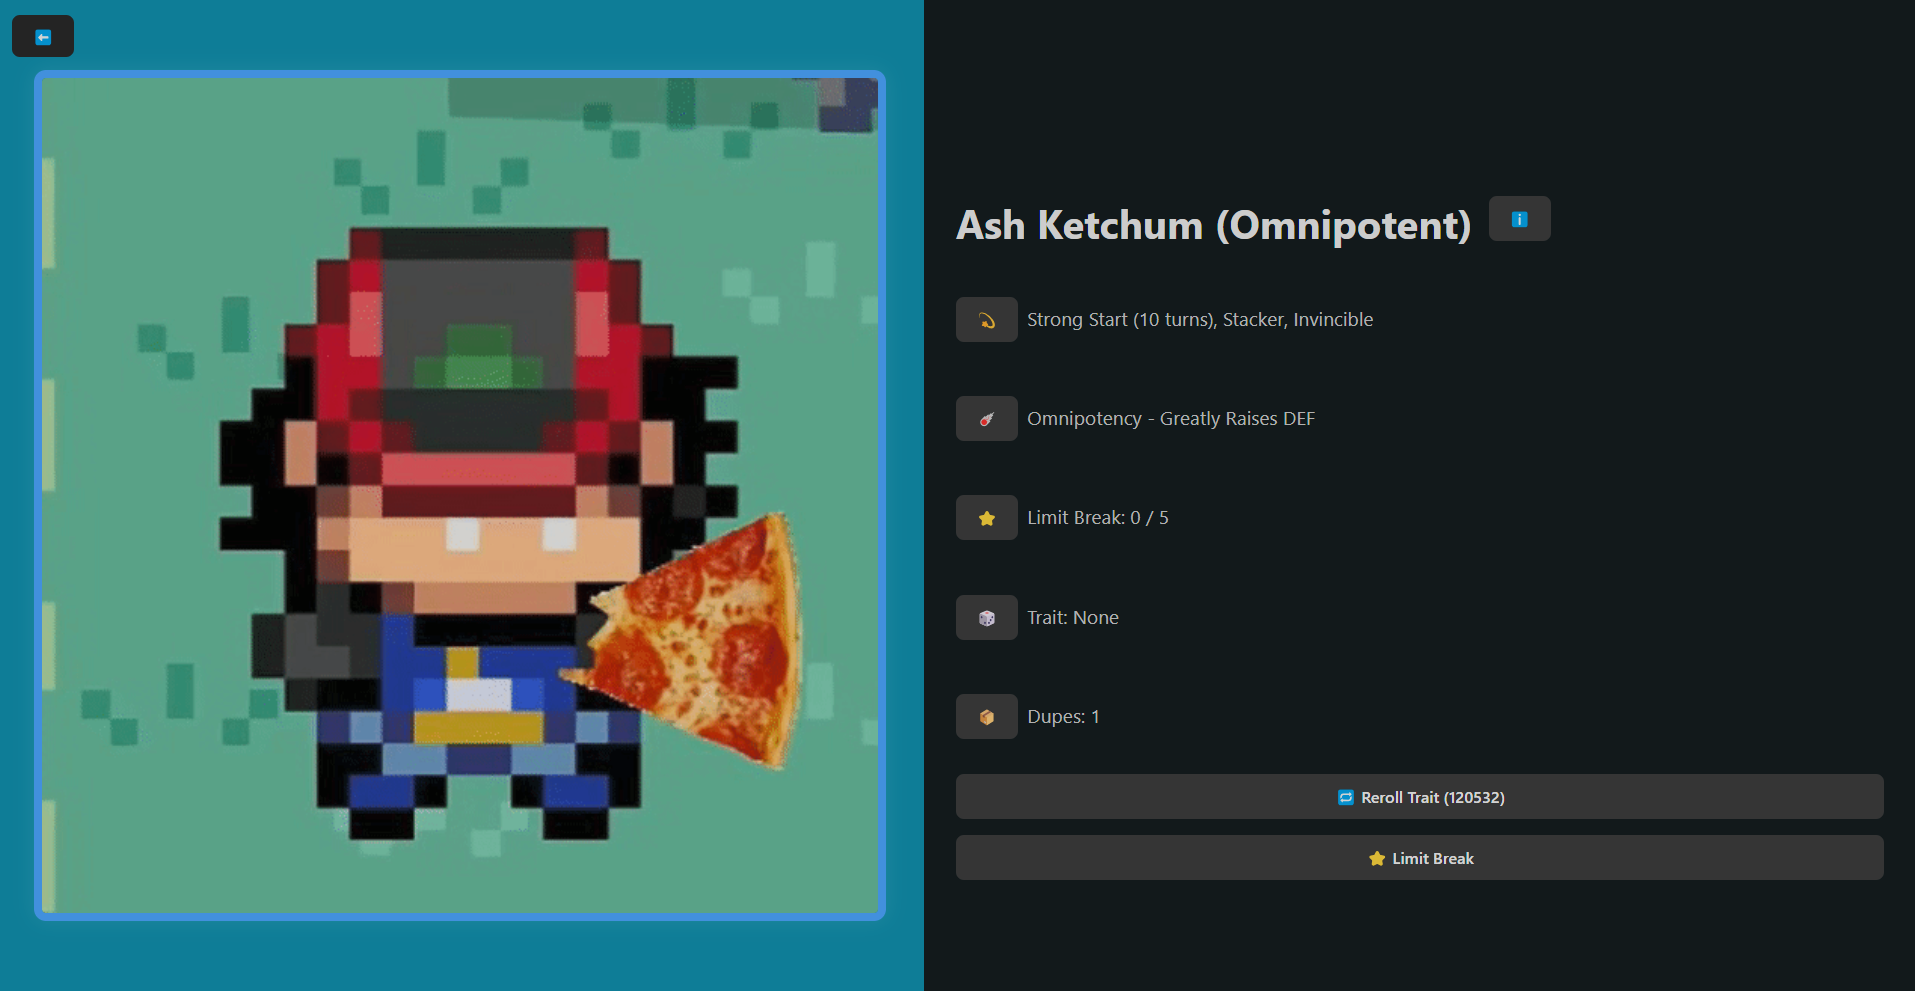 Ash Ketchum (Omnipotent)
Strong Start (10 turns), Stacker, Invincible
Omnipotency - Greatly Raises DEF
Limit Break: 0 / 5
Trait: None
Dupes: 1
Reroll Trait (120532)
Limit Break